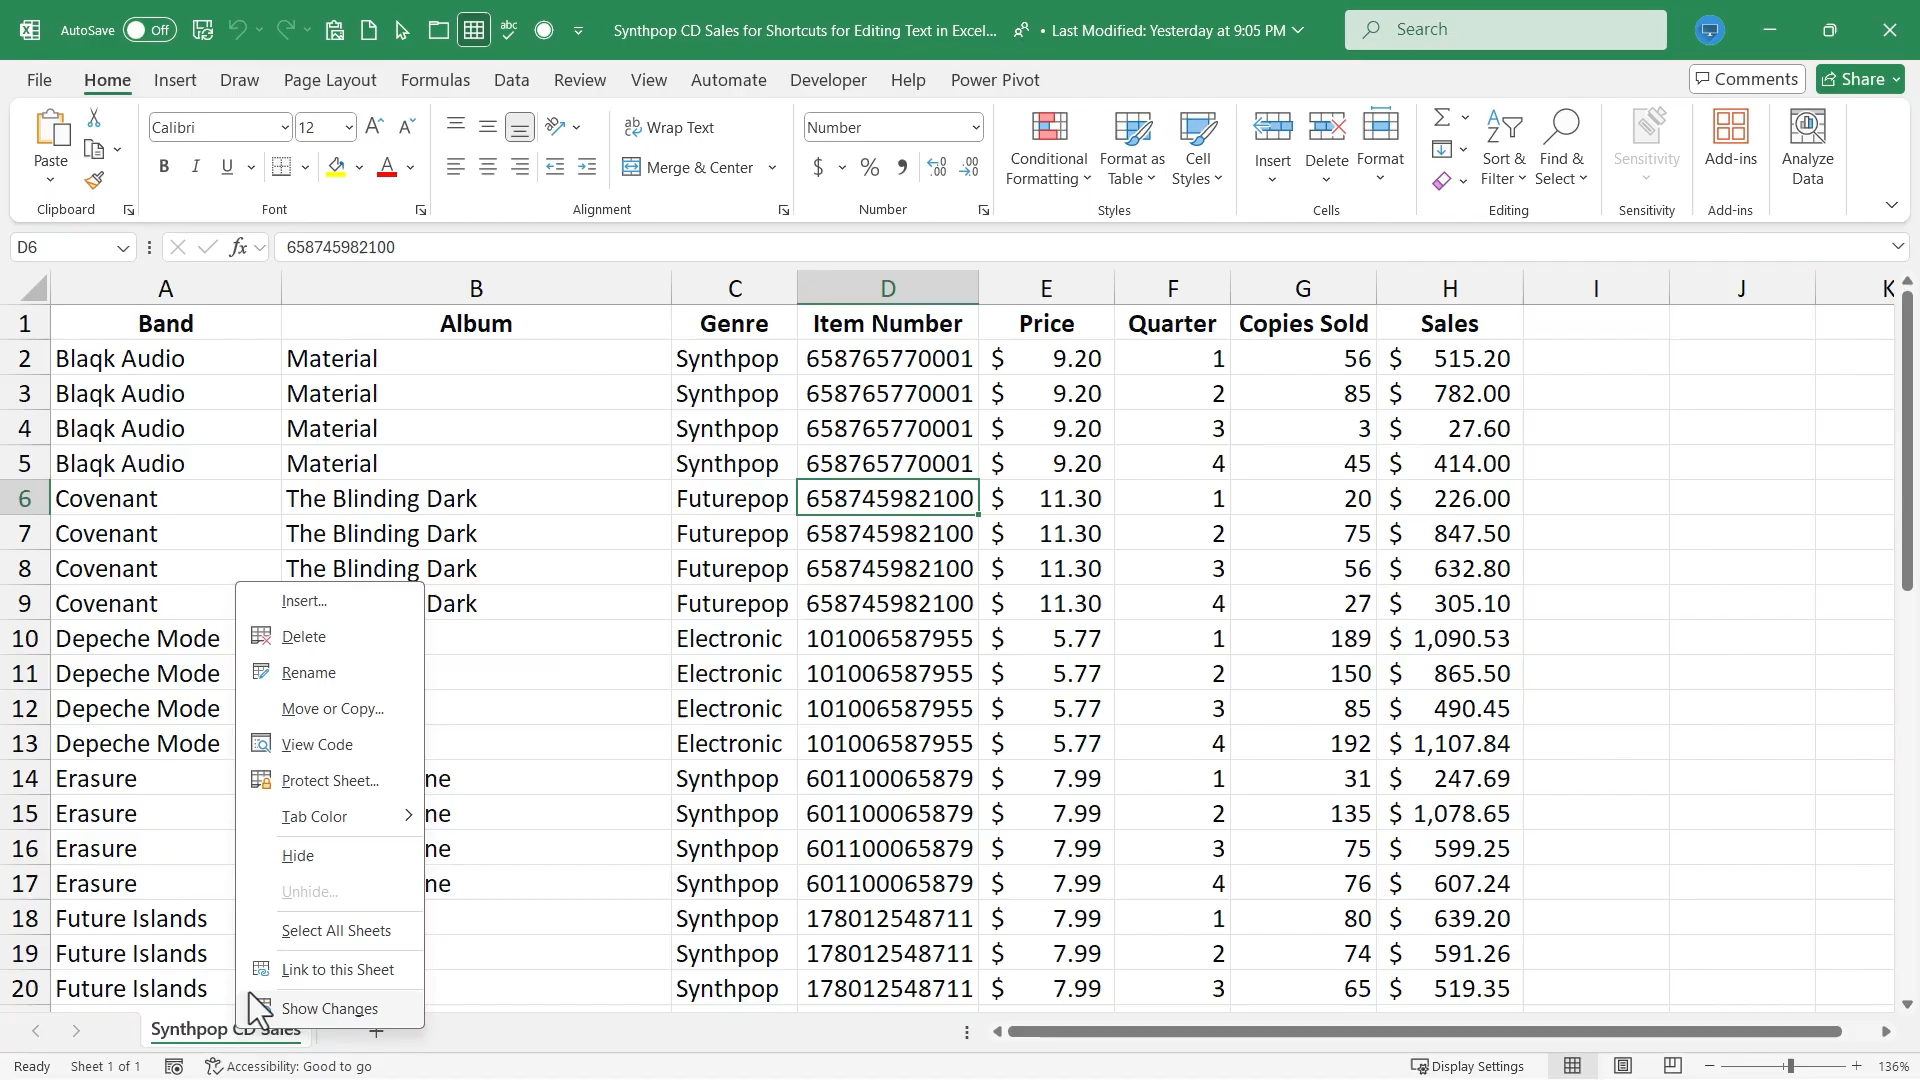 AutoSave Off abc Synthpop CD Sales for Shortcuts for Editing Text in Excel... • Last Modified: Yesterday at 9:05 PM Search
File Home Insert Draw Page Layout Formulas Data Review View Automate Developer Help Power Pivot Comments Share
Paste
Clipboard
Calibri 12
B I U
Font
Wrap Text
Merge & Center
Alignment
Number
$ % 9
Number
Conditional Formatting
Format as Table
Cell Styles
Styles
Insert Delete Format
Cells
Sort & Filter
Find & Select
Editing
Sensitivity
Sensitivity
Add-ins
Add-ins
Analyze Data
D6 fx 658745982100
A B C D E F G H I J K
1 Band Album Genre Item Number Price Quarter Copies Sold Sales
2 Blaqk Audio Material Synthpop 658765770001 $ 9.20 1 56 $ 515.20
3 Blaqk Audio Material Synthpop 658765770001 $ 9.20 2 85 $ 782.00
4 Blaqk Audio Material Synthpop 658765770001 $ 9.20 3 3 $ 27.60
5 Blaqk Audio Material Synthpop 658765770001 $ 9.20 4 45 $ 414.00
6 Covenant The Blinding Dark Futurepop 658745982100 $ 11.30 1 20 $ 226.00
7 Covenant The Blinding Dark Futurepop 658745982100 $ 11.30 2 75 $ 847.50
8 Covenant The Blinding Dark Futurepop 658745982100 $ 11.30 3 56 $ 632.80
9 Covenant Dark Futurepop 658745982100 $ 11.30 4 27 $ 305.10
10 Depeche Mode Electronic 101006587955 $ 5.77 1 189 $ 1,090.53
11 Depeche Mode Electronic 101006587955 $ 5.77 2 150 $ 865.50
12 Depeche Mode Electronic 101006587955 $ 5.77 3 85 $ 490.45
13 Depeche Mode Electronic 101006587955 $ 5.77 4 192 $ 1,107.84
14 Erasure ne Synthpop 601100065879 $ 7.99 1 31 $ 247.69
15 Erasure ne Synthpop 601100065879 $ 7.99 2 135 $ 1,078.65
16 Erasure ne Synthpop 601100065879 $ 7.99 3 75 $ 599.25
17 Erasure ne Synthpop 601100065879 $ 7.99 4 76 $ 607.24
18 Future Islands Synthpop 178012548711 $ 7.99 1 80 $ 639.20
19 Future Islands Synthpop 178012548711 $ 7.99 2 74 $ 591.26
20 Future Islands Synthpop 178012548711 $ 7.99 3 65 $ 519.35
Insert...
Delete
Rename
Move or Copy...
View Code
Protect Sheet...
Tab Color
Hide
Unhide...
Select All Sheets
Link to this Sheet
Show Changes
Synthpop CD Sales
Ready Sheet 1 of 1 Accessibility: Good to go Display Settings 136%